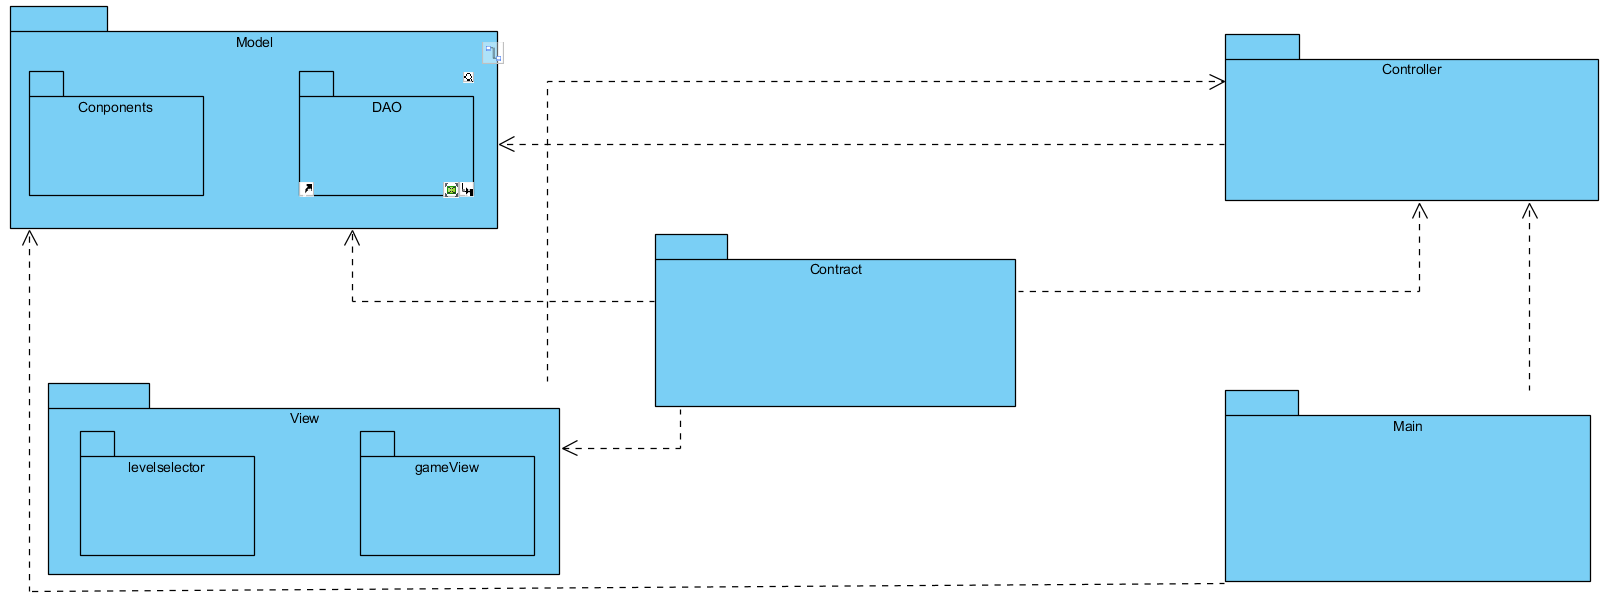 Model
Conponents
DAO
Controller
Contract
View
levelselector
gameView
Main